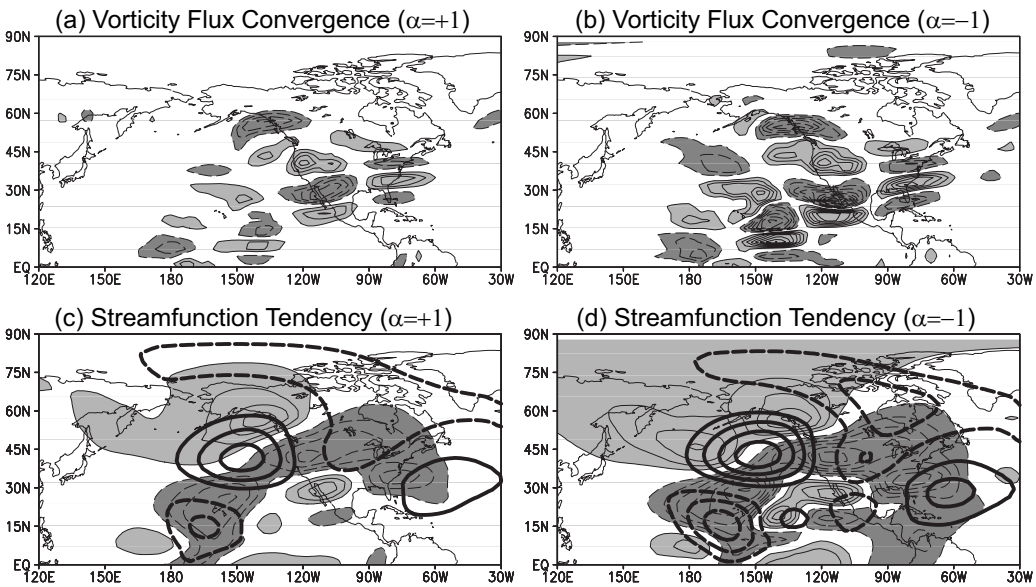 (a) Vorticity Flux Convergence (α=+1)
(b) Vorticity Flux Convergence (α=−1)
90N
75N
60N
45N
30N
15N
EQ
120E 150E 180 150W 120W 90W 60W 30W
90N
75N
60N
45N
30N
15N
EQ
120E 150E 180 150W 120W 90W 60W 30W
(c) Streamfunction Tendency (α=+1)
(d) Streamfunction Tendency (α=−1)
90N
75N
60N
45N
30N
15N
EQ
120E 150E 180 150W 120W 90W 60W 30W
90N
75N
60N
45N
30N
15N
EQ
120E 150E 180 150W 120W 90W 60W 30W